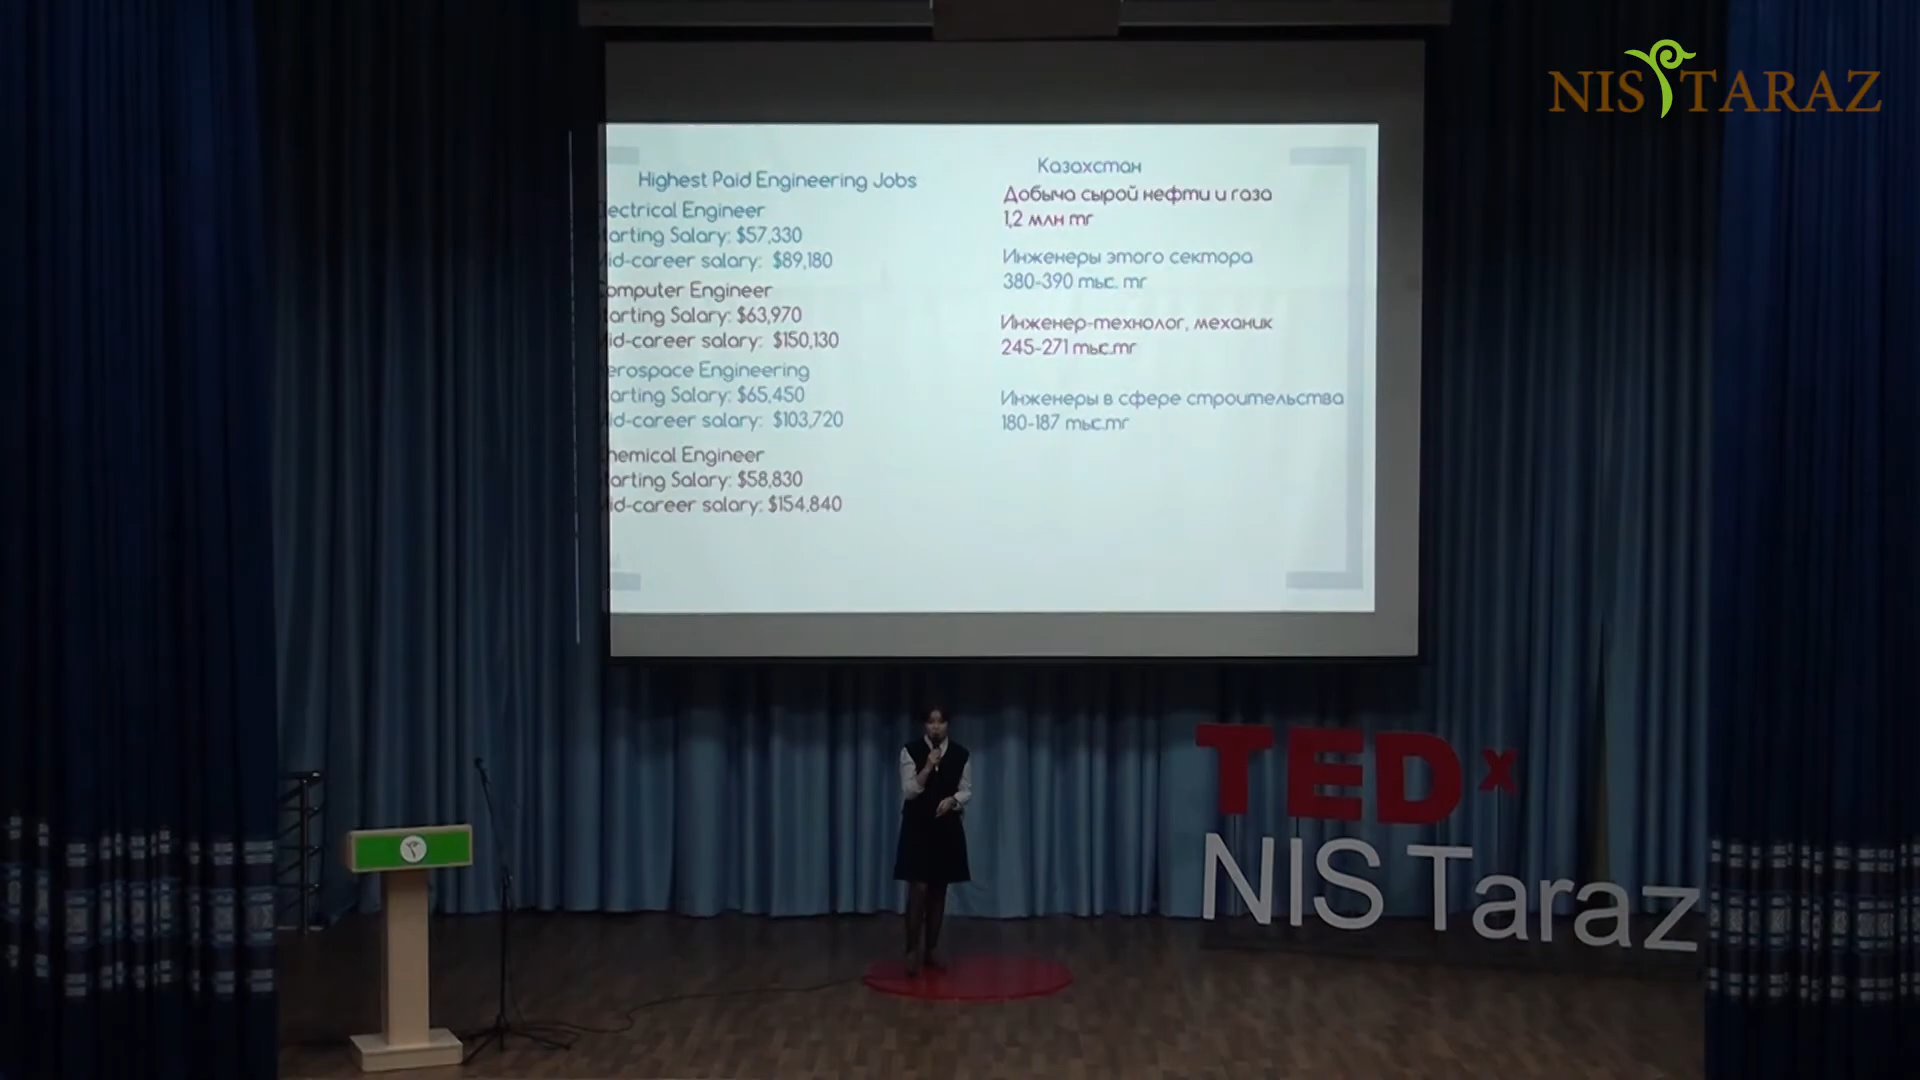 NIS TARAZ
Highest Paid Engineering Jobs
ectrical Engineer
arting Salary: $57,330
id-career salary: $89,180
omputer Engineer
arting Salary: $63,970
id-career salary: $150,130
erospace Engineering
arting Salary: $65,450
id-career salary: $103,720
hemical Engineer
arting Salary: $58,830
id-career salary: $154,840
Казахстан
Добыча сырой нефти и газа
1,2 млн тг
Инженеры этого сектора
380-390 тыс. тг
Инженер-технолог, механик
245-271 тыс.тг
Инженеры в сфере строительства
180-187 тыс.тг
TEDx
NIS Taraz